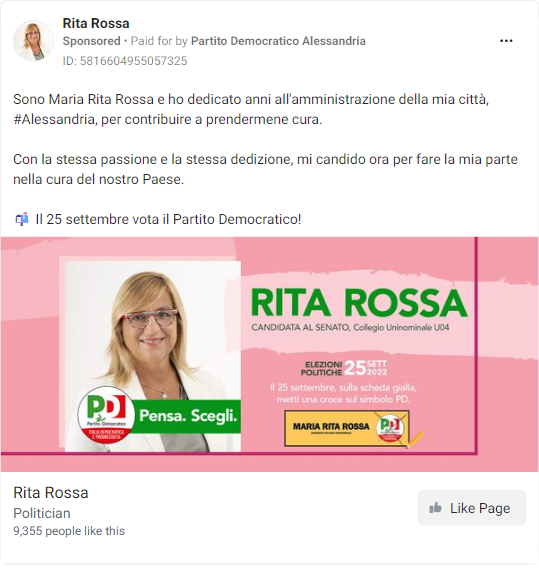 Rita Rossa
Sponsored • Paid for by Partito Democratico Alessandria
ID: 5816604955057325
Sono Maria Rita Rossa e ho dedicato anni all'amministrazione della mia città,
#Alessandria, per contribuire a prendermene cura.
Con la stessa passione e la stessa dedizione, mi candido ora per fare la mia parte
nella cura del nostro Paese.
📬 Il 25 settembre vota il Partito Democratico!
RITA ROSSA
CANDIDATA AL SENATO, Collegio Uninominale U04
ELEZIONI
POLITICHE
25 SETT
2022
Il 25 settembre, sulla scheda gialla,
metti una croce sul simbolo PD.
MARIA RITA ROSSA
PD
PD
Partito Democratico
ITALIA DEMOCRATICA
E PROGRESSISTA
Pensa. Scegli.
Rita Rossa
Politician
9,355 people like this
Like Page